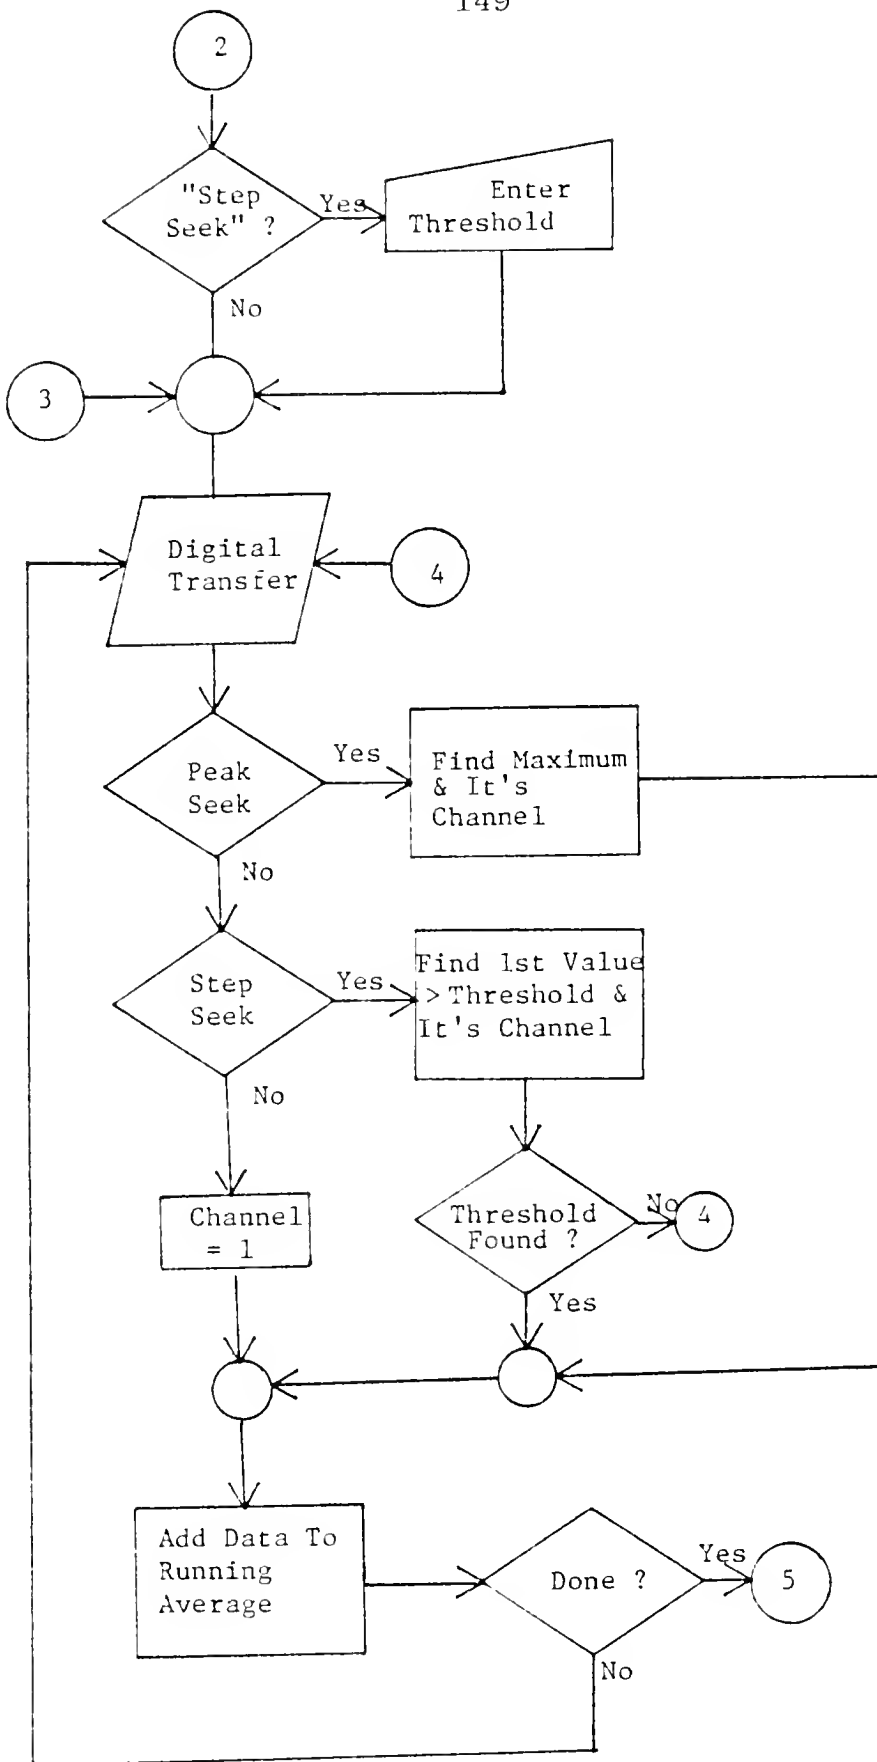 149
2
"Step
Seek" ?
Yes
Enter
Threshold
No
3
Digital
Transfer
4
Peak
Seek
Yes
Find Maximum
& It's
Channel
No
Step
Seek
Yes
Find 1st Value
> Threshold &
It's Channel
No
Channel
= 1
Threshold
Found ?
No
4
Yes
Add Data To
Running
Average
Done ?
Yes
5
No